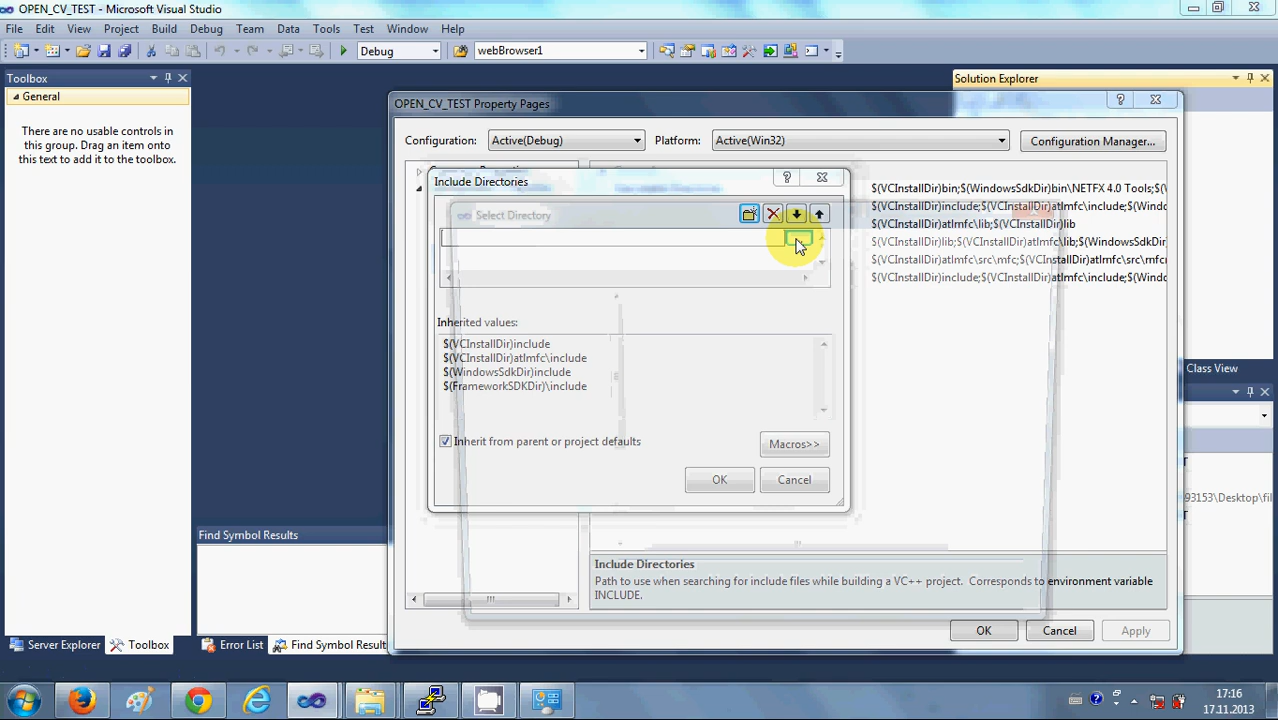 OPEN_CV_TEST - Microsoft Visual Studio
File Edit View Project Build Debug Team Data Tools Test Window Help
Debug webBrowser1
Toolbox
General
There are no usable controls in
this group. Drag an item onto
this text to add it to the toolbox.
Solution Explorer
OPEN_CV_TEST Property Pages
Configuration: Active(Debug) Platform: Active(Win32) Configuration Manager...
Include Directories
Select Directory
$(VCInstallDir)bin;$(WindowsSdkDir)bin\NETFX 4.0 Tools;$(V
$(VCInstallDir)include;$(VCInstallDir)atlmfc\include;$(Windo
$(VCInstallDir)atlmfc\lib;$(VCInstallDir)lib
$(VCInstallDir)lib;$(VCInstallDir)atlmfc\lib;$(WindowsSdkDir
$(VCInstallDir)atlmfc\src\mfc;$(VCInstallDir)atlmfc\src\mfc
$(VCInstallDir)include;$(VCInstallDir)atlmfc\include;$(Windo
Inherited values:
$(VCInstallDir)include
$(VCInstallDir)atlmfc\include
$(WindowsSdkDir)include
$(FrameworkSDKDir)\include
Inherit from parent or project defaults
Macros>>
OK Cancel
Class View
93153\Desktop\fil
Find Symbol Results
Include Directories
Path to use when searching for include files while building a VC++ project. Corresponds to environment variable
INCLUDE.
OK Cancel Apply
Server Explorer Toolbox Error List Find Symbol Results
17:16
17.11.2013